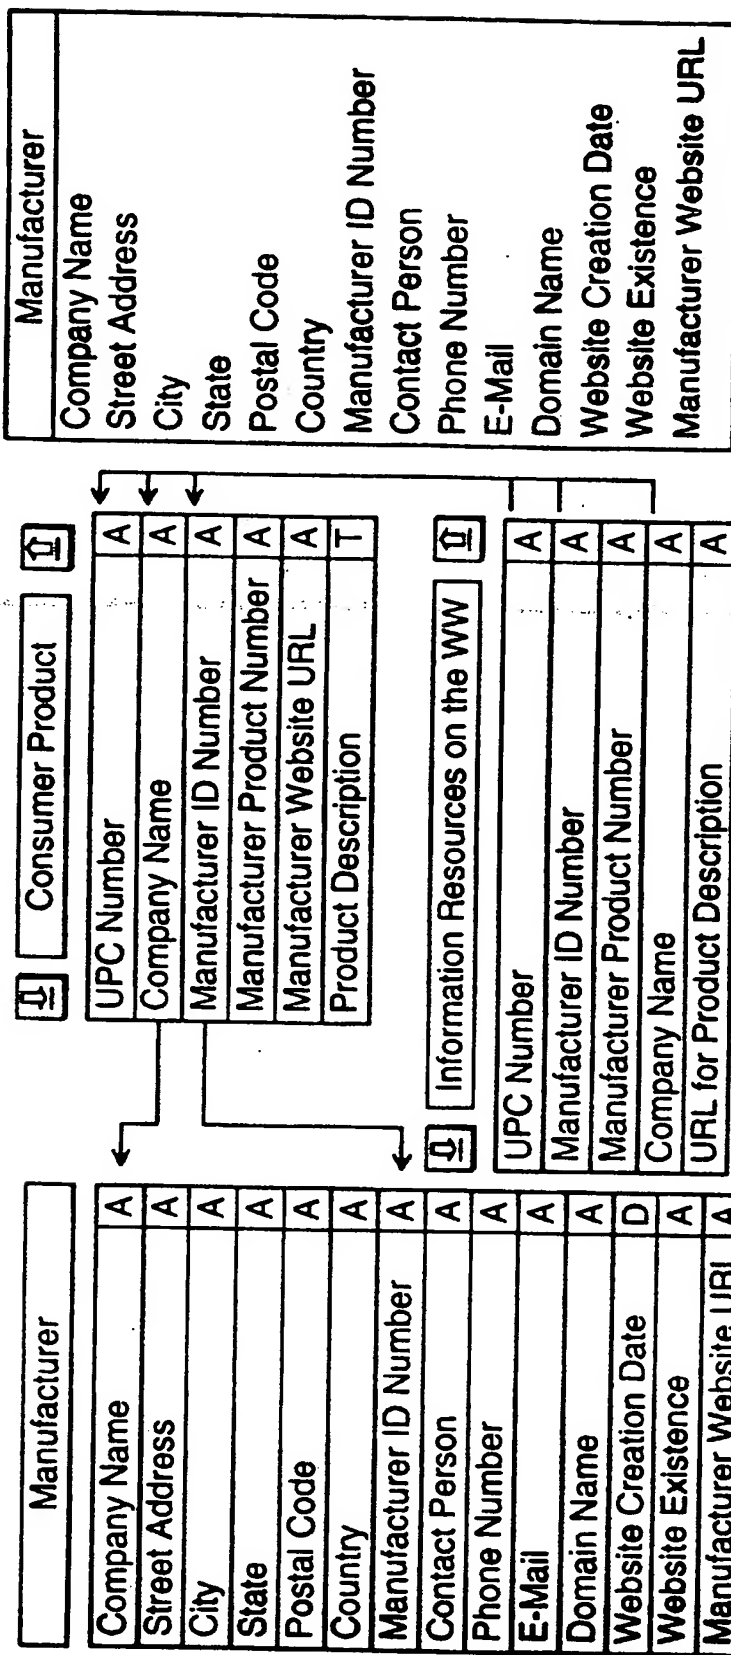 Manufacturer
Company Name A
Street Address A
City A
State A
Postal Code A
Country A
Manufacturer ID Number A
Contact Person A
Phone Number A
E-Mail A
Domain Name A
Website Creation Date D
Website Existence A
Manufacturer Website URL A
Consumer Product
UPC Number A
Company Name A
Manufacturer ID Number A
Manufacturer Product Number A
Manufacturer Website URL A
Product Description T
Information Resources on the WW
UPC Number A
Manufacturer ID Number A
Manufacturer Product Number A
Company Name A
URL for Product Description A
Manufacturer
Company Name
Street Address
City
State
Postal Code
Country
Manufacturer ID Number
Contact Person
Phone Number
E-Mail
Domain Name
Website Creation Date
Website Existence
Manufacturer Website URL